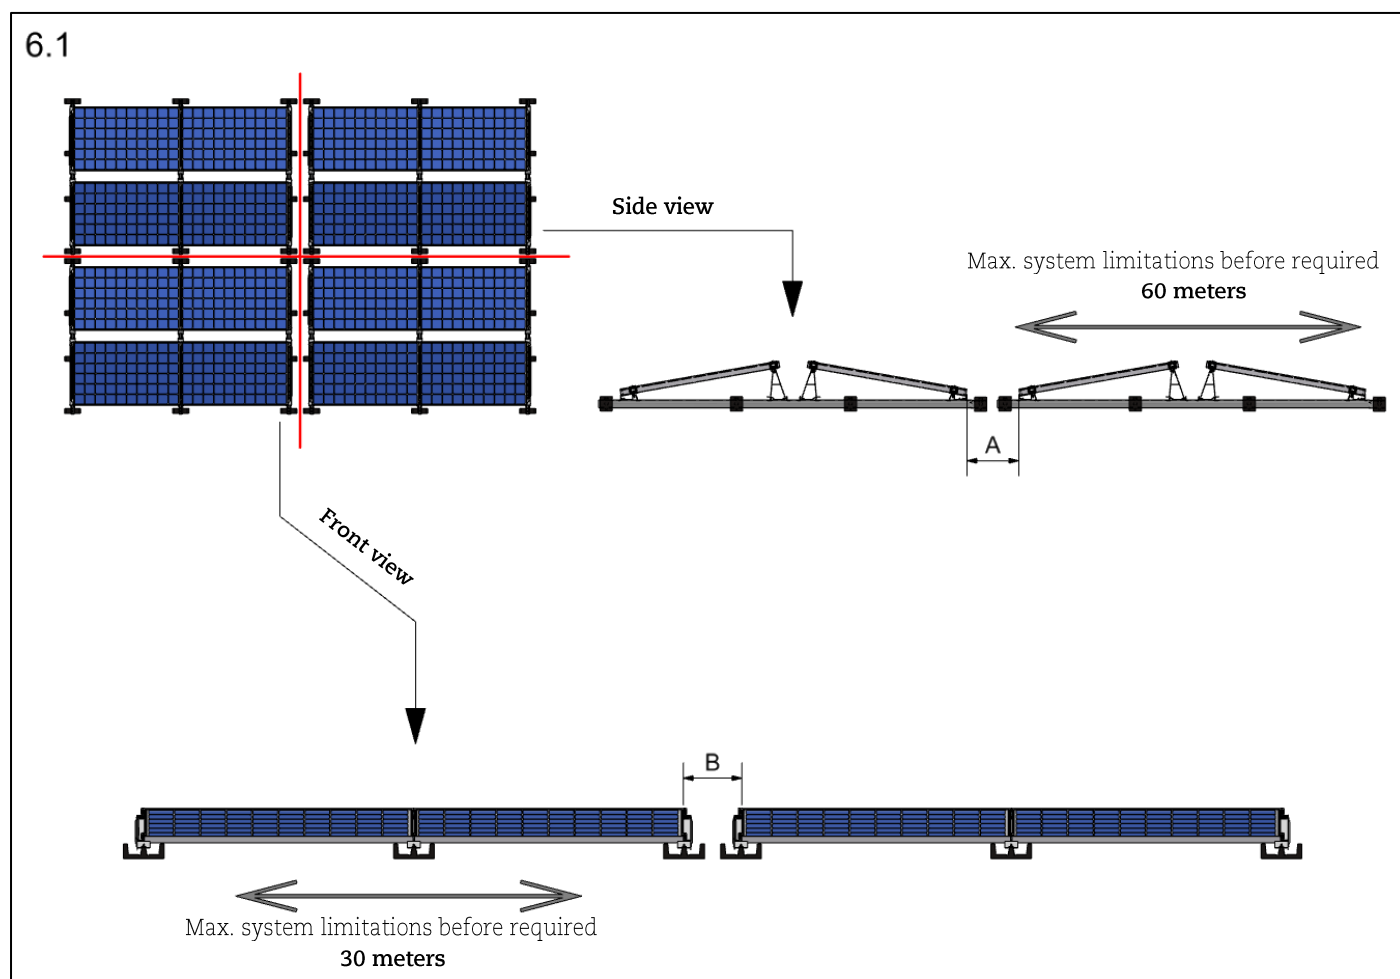 6.1
Side view
Max. system limitations before required
60 meters
A
Front view
B
Max. system limitations before required
30 meters